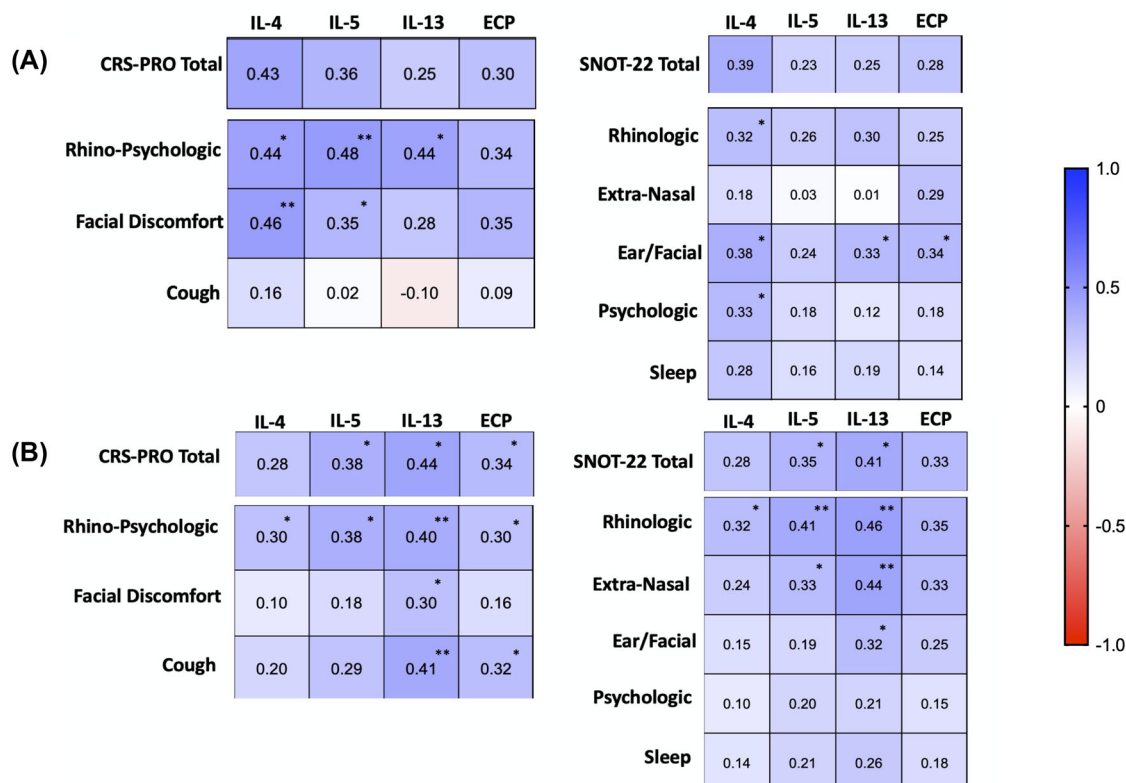 (A)
IL-4 IL-5 IL-13 ECP
CRS-PRO Total 0.43 0.36 0.25 0.30
Rhino-Psychologic 0.44* 0.48** 0.44* 0.34
Facial Discomfort 0.46** 0.35* 0.28 0.35
Cough 0.16 0.02 -0.10 0.09
IL-4 IL-5 IL-13 ECP
SNOT-22 Total 0.39 0.23 0.25 0.28
Rhinologic 0.32* 0.26 0.30 0.25
Extra-Nasal 0.18 0.03 0.01 0.29
Ear/Facial 0.38* 0.24 0.33* 0.34*
Psychologic 0.33* 0.18 0.12 0.18
Sleep 0.28 0.16 0.19 0.14
(B)
IL-4 IL-5 IL-13 ECP
CRS-PRO Total 0.28 0.38* 0.44* 0.34*
Rhino-Psychologic 0.30* 0.38* 0.40** 0.30*
Facial Discomfort 0.10 0.18 0.30* 0.16
Cough 0.20 0.29 0.41** 0.32*
IL-4 IL-5 IL-13 ECP
SNOT-22 Total 0.28 0.35* 0.41* 0.33
Rhinologic 0.32* 0.41** 0.46** 0.35
Extra-Nasal 0.24 0.33* 0.44** 0.33
Ear/Facial 0.15 0.19 0.32* 0.25
Psychologic 0.10 0.20 0.21 0.15
Sleep 0.14 0.21 0.26 0.18
1.0
0.5
0
-0.5
-1.0